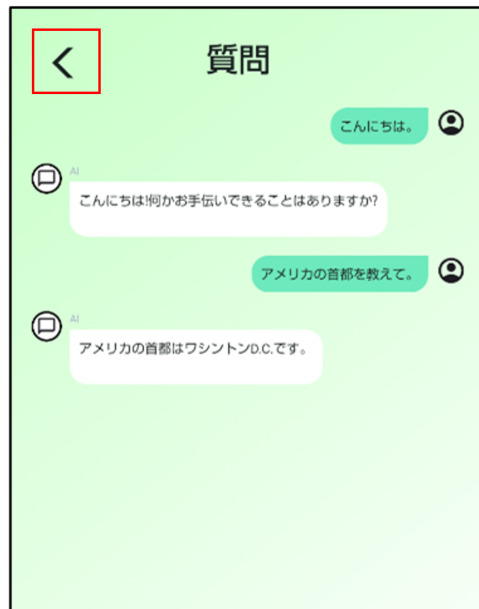 質問
こんにちは。
AI
こんにちは!何かお手伝いできることはありますか?
アメリカの首都を教えて。
AI
アメリカの首都はワシントンD.C.です。